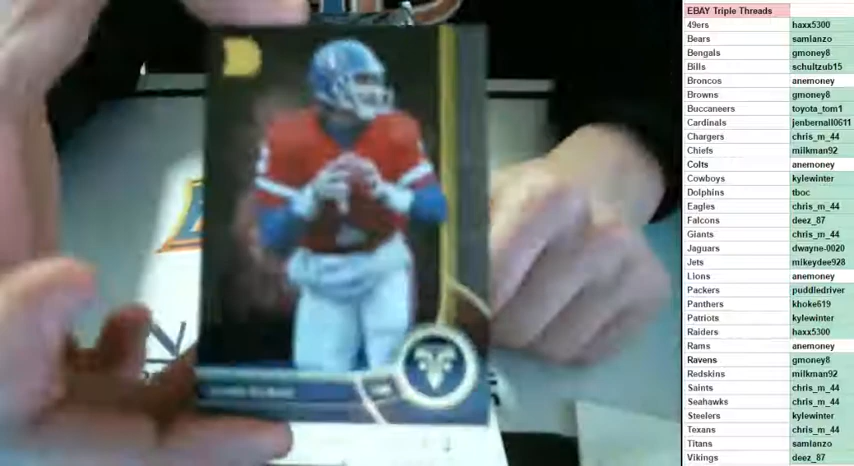 EBAY Triple Threads
49ers haxx5300
Bears samianzo
Bengals gmoney8
Bills schultzub15
Broncos anemoney
Browns gmoney8
Buccaneers toyota_tom1
Cardinals jenbernall0611
Chargers chris_m_44
Chiefs milkman92
Colts anemoney
Cowboys kylewinter
Dolphins tboc
Eagles chris_m_44
Falcons deez_87
Giants chris_m_44
Jaguars dwayne-0020
Jets mikeydee928
Lions anemoney
Packers puddledriver
Panthers khoke619
Patriots kylewinter
Raiders haxx5300
Rams anemoney
Ravens gmoney8
Redskins milkman92
Saints chris_m_44
Seahawks chris_m_44
Steelers kylewinter
Texans chris_m_44
Titans samianzo
Vikings deez_87